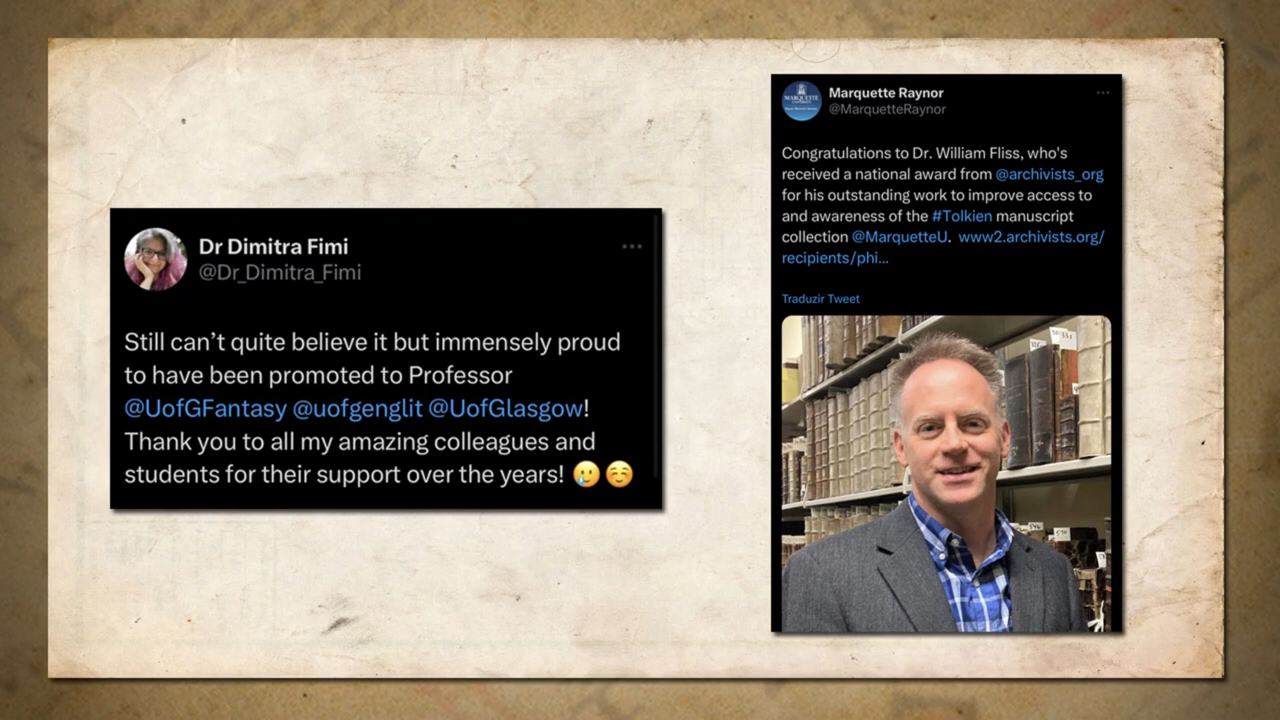 Dr Dimitra Fimi
@Dr_Dimitra_Fimi
Still can’t quite believe it but immensely proud
to have been promoted to Professor
@UofGFantasy @uofgenglit @UofGlasgow!
Thank you to all my amazing colleagues and
students for their support over the years! 🥲☺️
Marquette Raynor
@MarquetteRaynor
Congratulations to Dr. William Fliss, who's
received a national award from @archivists_org
for his outstanding work to improve access to
and awareness of the #Tolkien manuscript
collection @MarquetteU. www2.archivists.org/
recipients/phi...
Traduzir Tweet